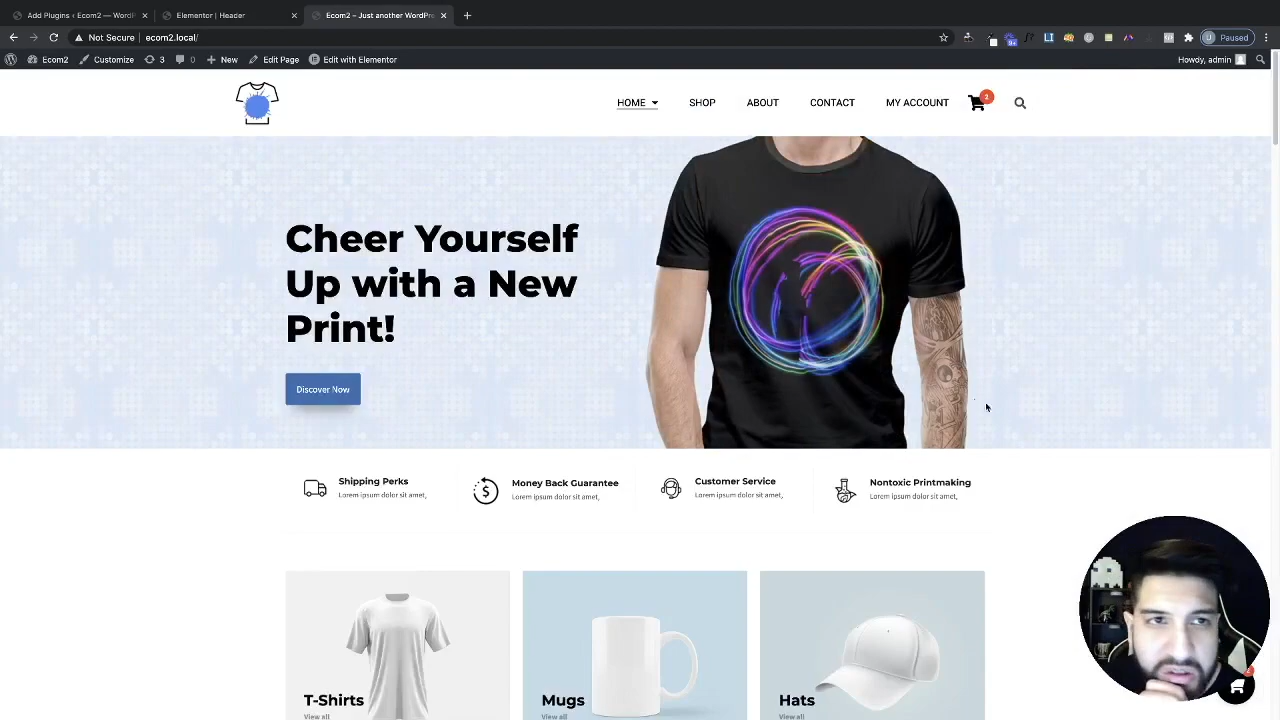 Add Plugins ‹ Ecom2 — WordP
Elementor | Header
Ecom2 – Just another WordPre
Not Secure | ecom2.local/
Paused
Ecom2
Customize
3
0
New
Edit Page
Edit with Elementor
Howdy, admin
HOME
SHOP
ABOUT
CONTACT
MY ACCOUNT
1
Cheer Yourself
Up with a New
Print!
Discover Now
Shipping Perks
Lorem ipsum dolor sit amet,
Money Back Guarantee
Lorem ipsum dolor sit amet,
Customer Service
Lorem ipsum dolor sit amet,
Nontoxic Printmaking
Lorem ipsum dolor sit amet,
T-Shirts
View all
Mugs
View all
Hats
View all